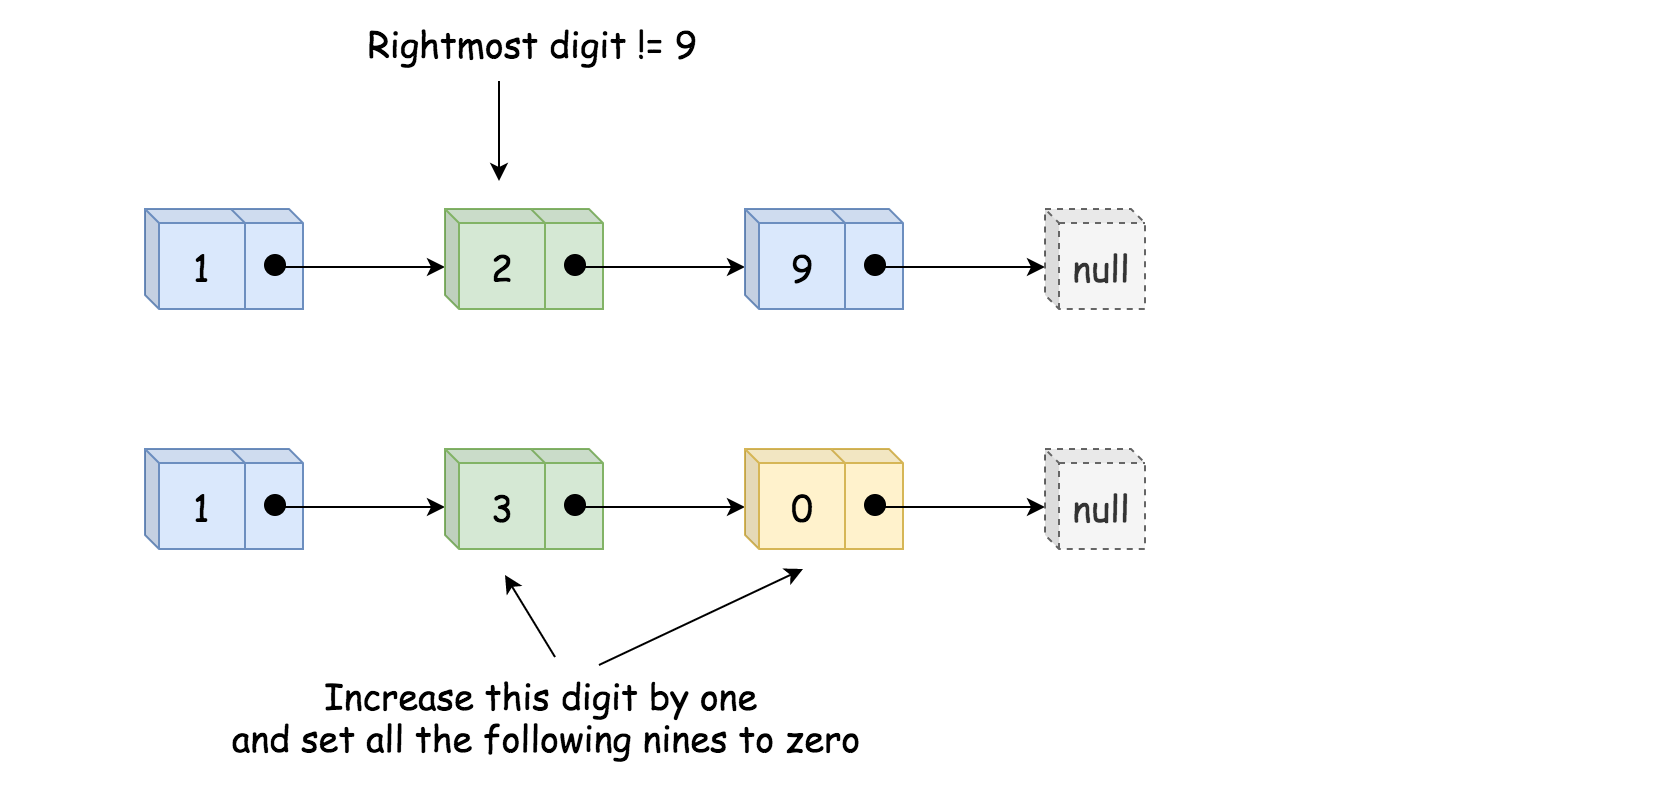 Rightmost digit != 9
1 2 9 null
1 3 0 null
Increase this digit by one
and set all the following nines to zero